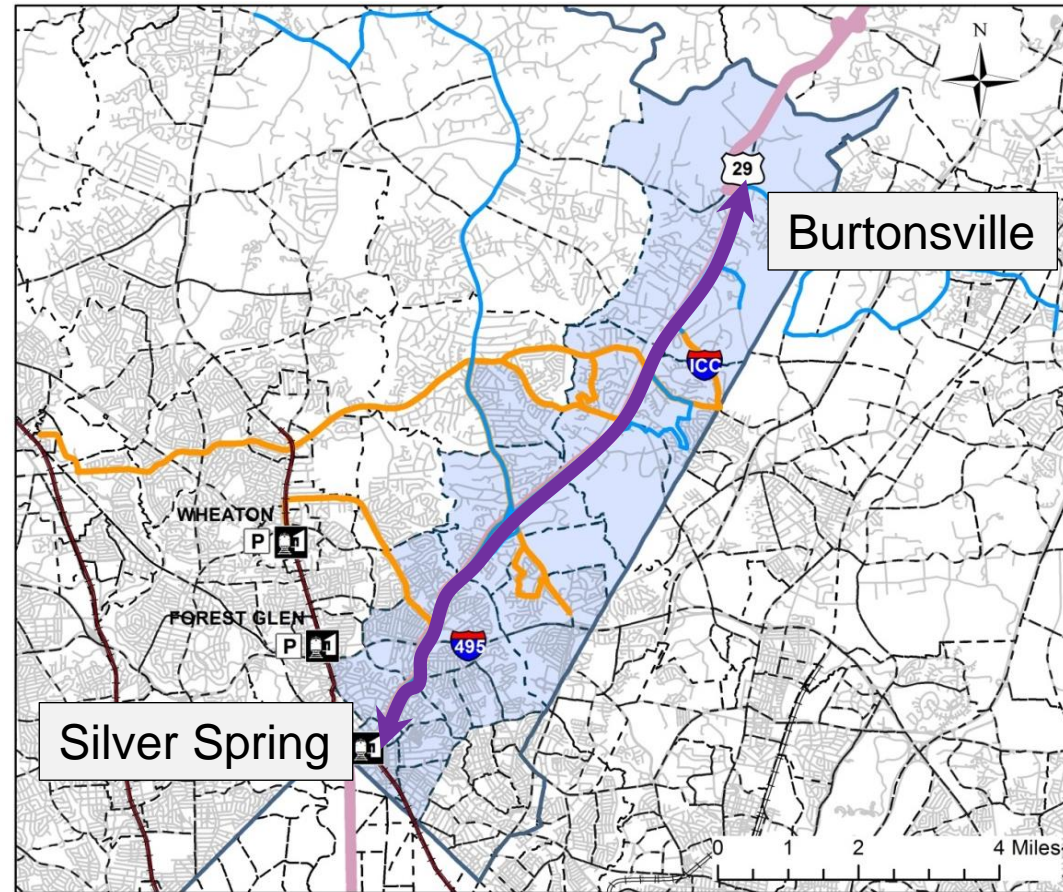 N
29
Burtonsville
ICC
WHEATON
P
FOREST GLEN
P
495
Silver Spring
0 1 2 4 Miles